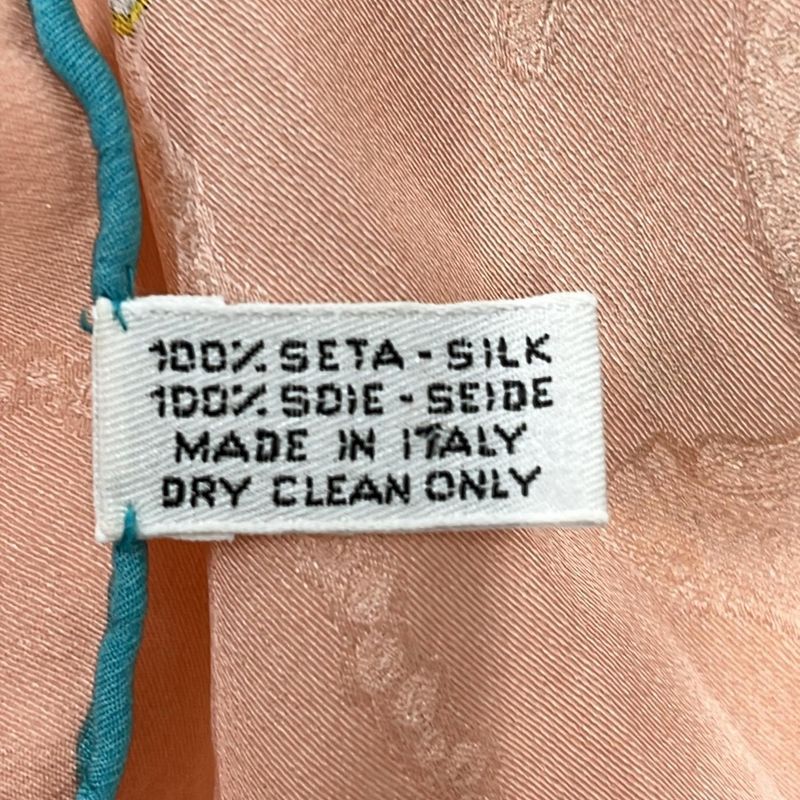 100% SETA - SILK
100% SOIE - SEIDE
MADE IN ITALY
DRY CLEAN ONLY